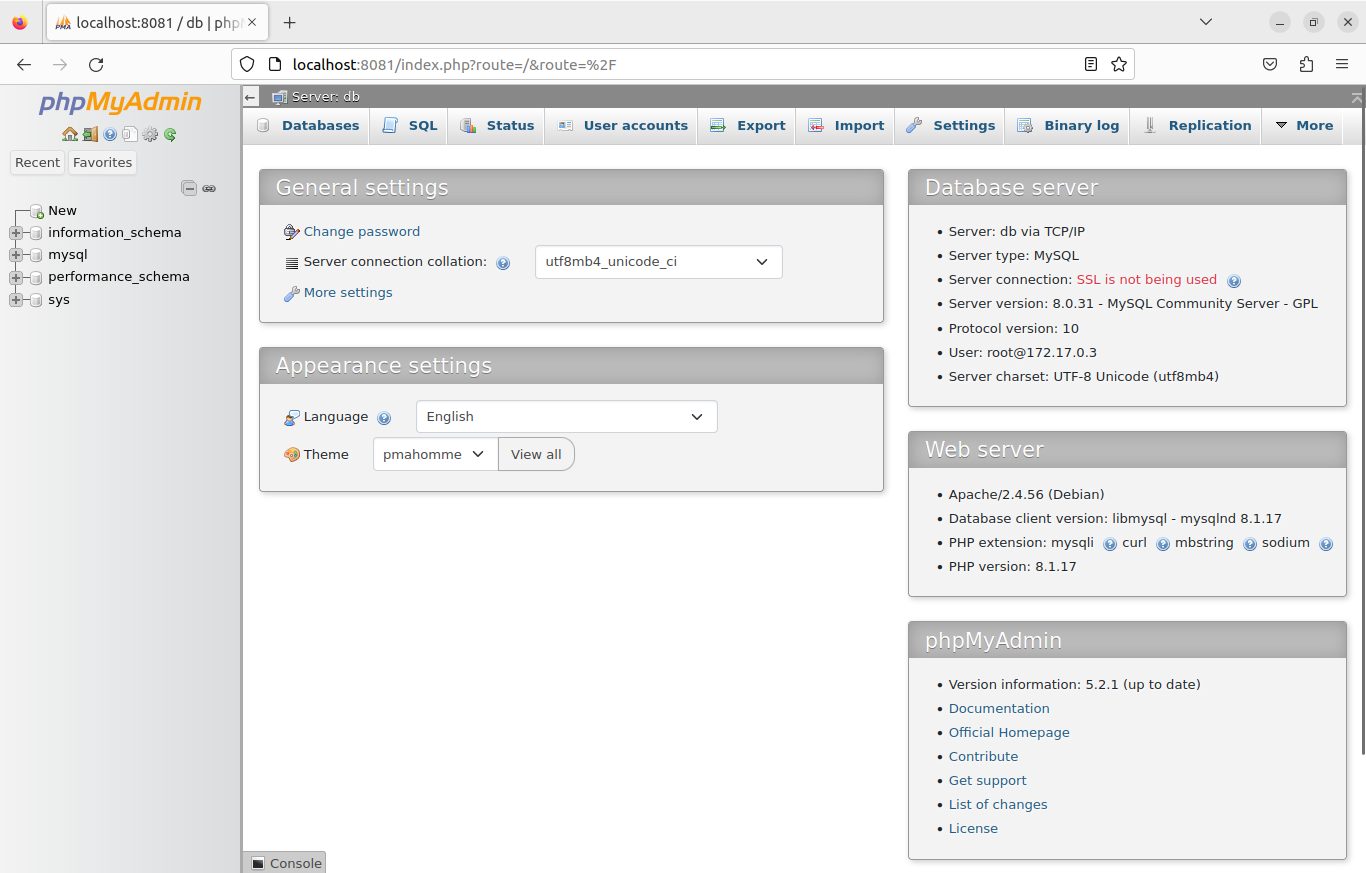 localhost:8081 / db | php
localhost:8081/index.php?route=/&route=%2F
phpMyAdmin
Recent
Favorites
New
information_schema
mysql
performance_schema
sys
Server: db
Databases
SQL
Status
User accounts
Export
Import
Settings
Binary log
Replication
More
General settings
Change password
Server connection collation:
utf8mb4_unicode_ci
More settings
Appearance settings
Language
English
Theme
pmahomme
View all
Database server
• Server: db via TCP/IP
• Server type: MySQL
• Server connection: SSL is not being used
• Server version: 8.0.31 - MySQL Community Server - GPL
• Protocol version: 10
• User: root@172.17.0.3
• Server charset: UTF-8 Unicode (utf8mb4)
Web server
• Apache/2.4.56 (Debian)
• Database client version: libmysql - mysqlnd 8.1.17
• PHP extension: mysqli curl mbstring sodium
• PHP version: 8.1.17
phpMyAdmin
• Version information: 5.2.1 (up to date)
• Documentation
• Official Homepage
• Contribute
• Get support
• List of changes
• License
Console